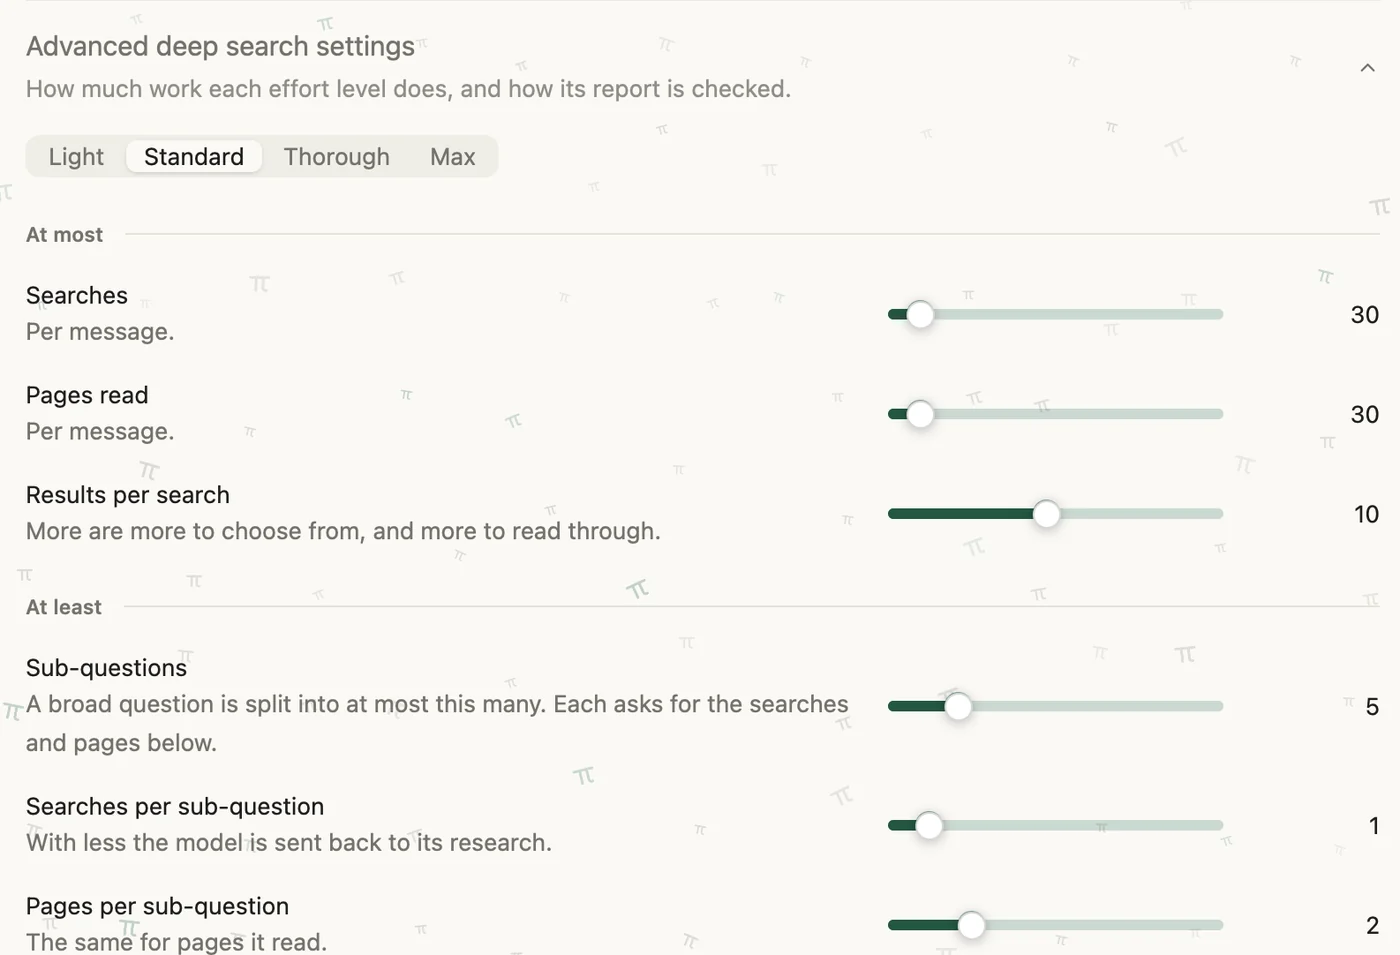 Advanced deep search settings
How much work each effort level does, and how its report is checked.
Light Standard Thorough Max
At most
Searches
Per message.
30
Pages read
Per message.
30
Results per search
More are more to choose from, and more to read through.
10
At least
Sub-questions
A broad question is split into at most this many. Each asks for the searches
and pages below.
5
Searches per sub-question
With less the model is sent back to its research.
1
Pages per sub-question
The same for pages it read.
2